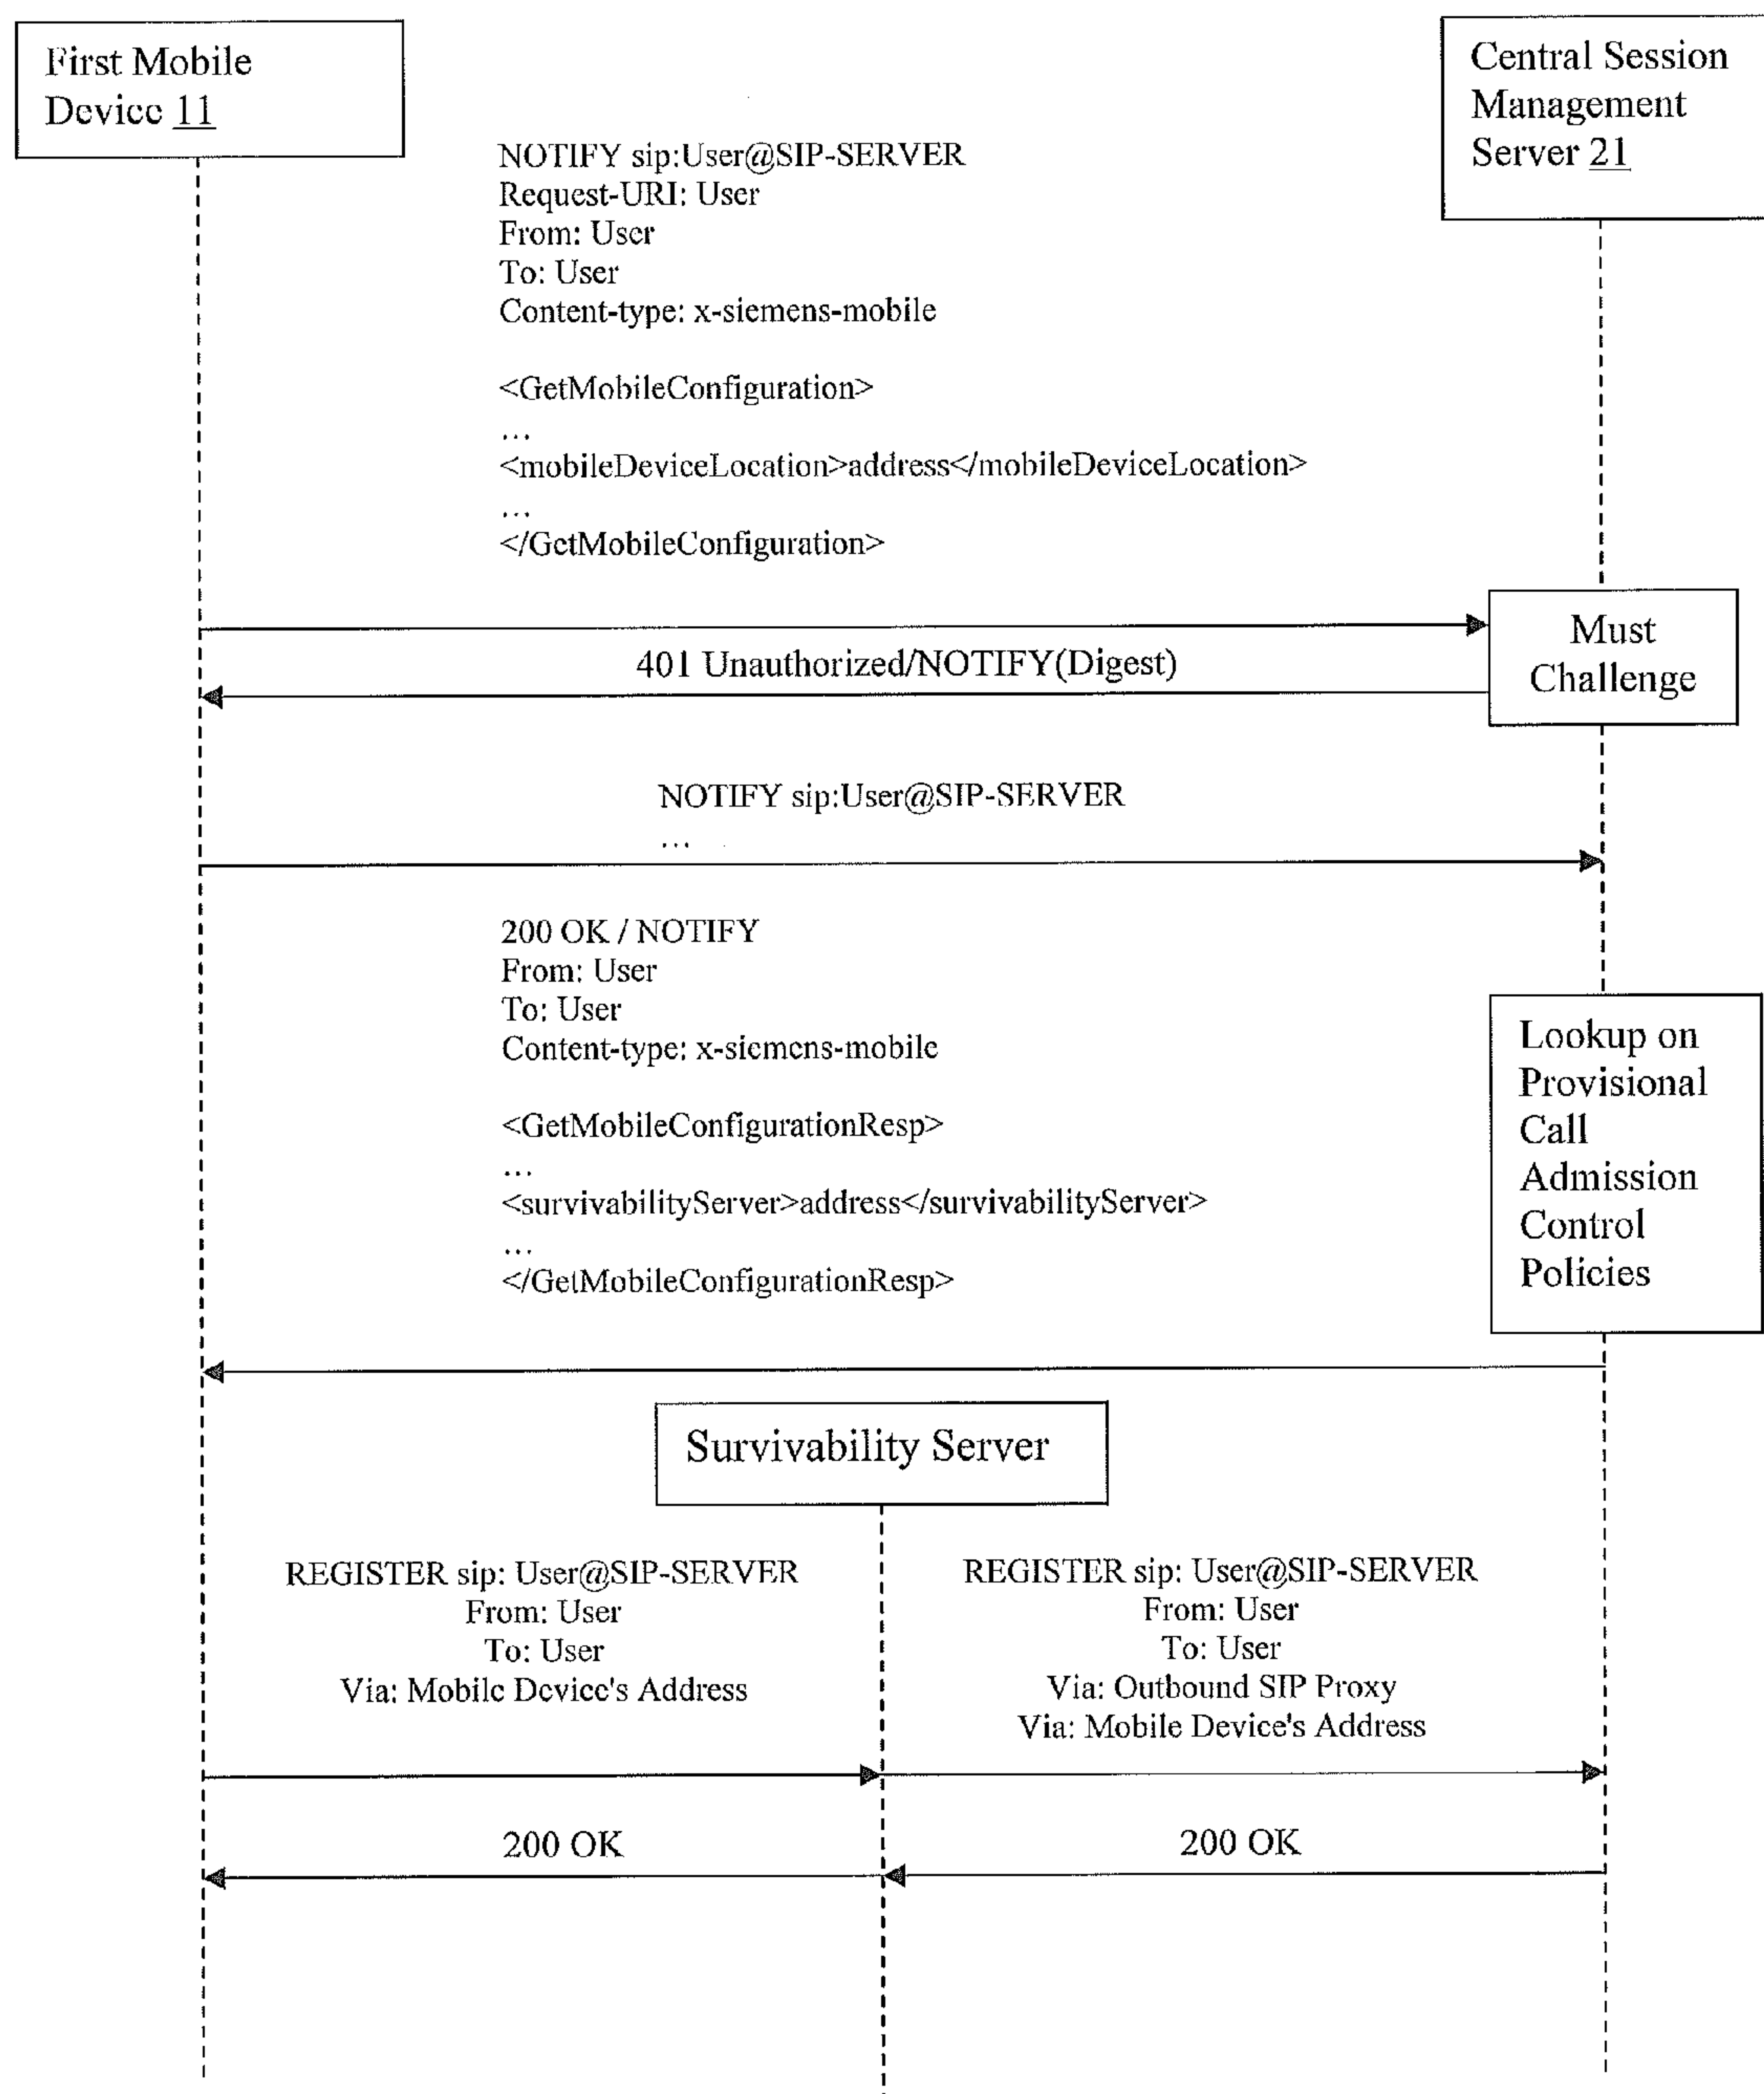 First Mobile
Device 11
Central Session
Management
Server 21
NOTIFY sip:User@SIP-SERVER
Request-URI: User
From: User
To: User
Content-type: x-siemens-mobile
<GetMobileConfiguration>
...
<mobileDeviceLocation>address</mobileDeviceLocation>
...
</GetMobileConfiguration>
Must
Challenge
401 Unauthorized/NOTIFY(Digest)
NOTIFY sip:User@SIP-SERVER
...
200 OK / NOTIFY
From: User
To: User
Content-type: x-siemens-mobile
<GetMobileConfigurationResp>
...
<survivabilityServer>address</survivabilityServer>
...
</GetMobileConfigurationResp>
Lookup on
Provisional
Call
Admission
Control
Policies
Survivability Server
REGISTER sip: User@SIP-SERVER
From: User
To: User
Via: Mobile Device's Address
REGISTER sip: User@SIP-SERVER
From: User
To: User
Via: Outbound SIP Proxy
Via: Mobile Device's Address
200 OK
200 OK